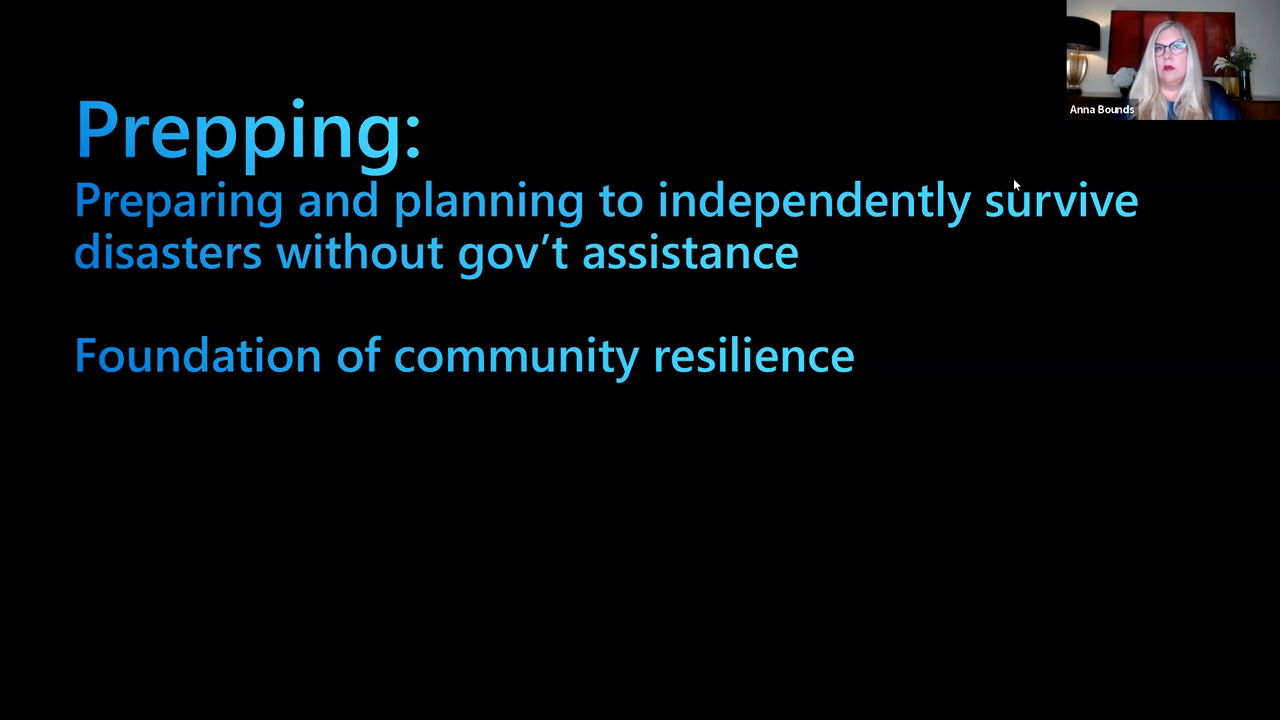 Anna Bounds
Prepping:
Preparing and planning to independently survive
disasters without gov’t assistance
Foundation of community resilience